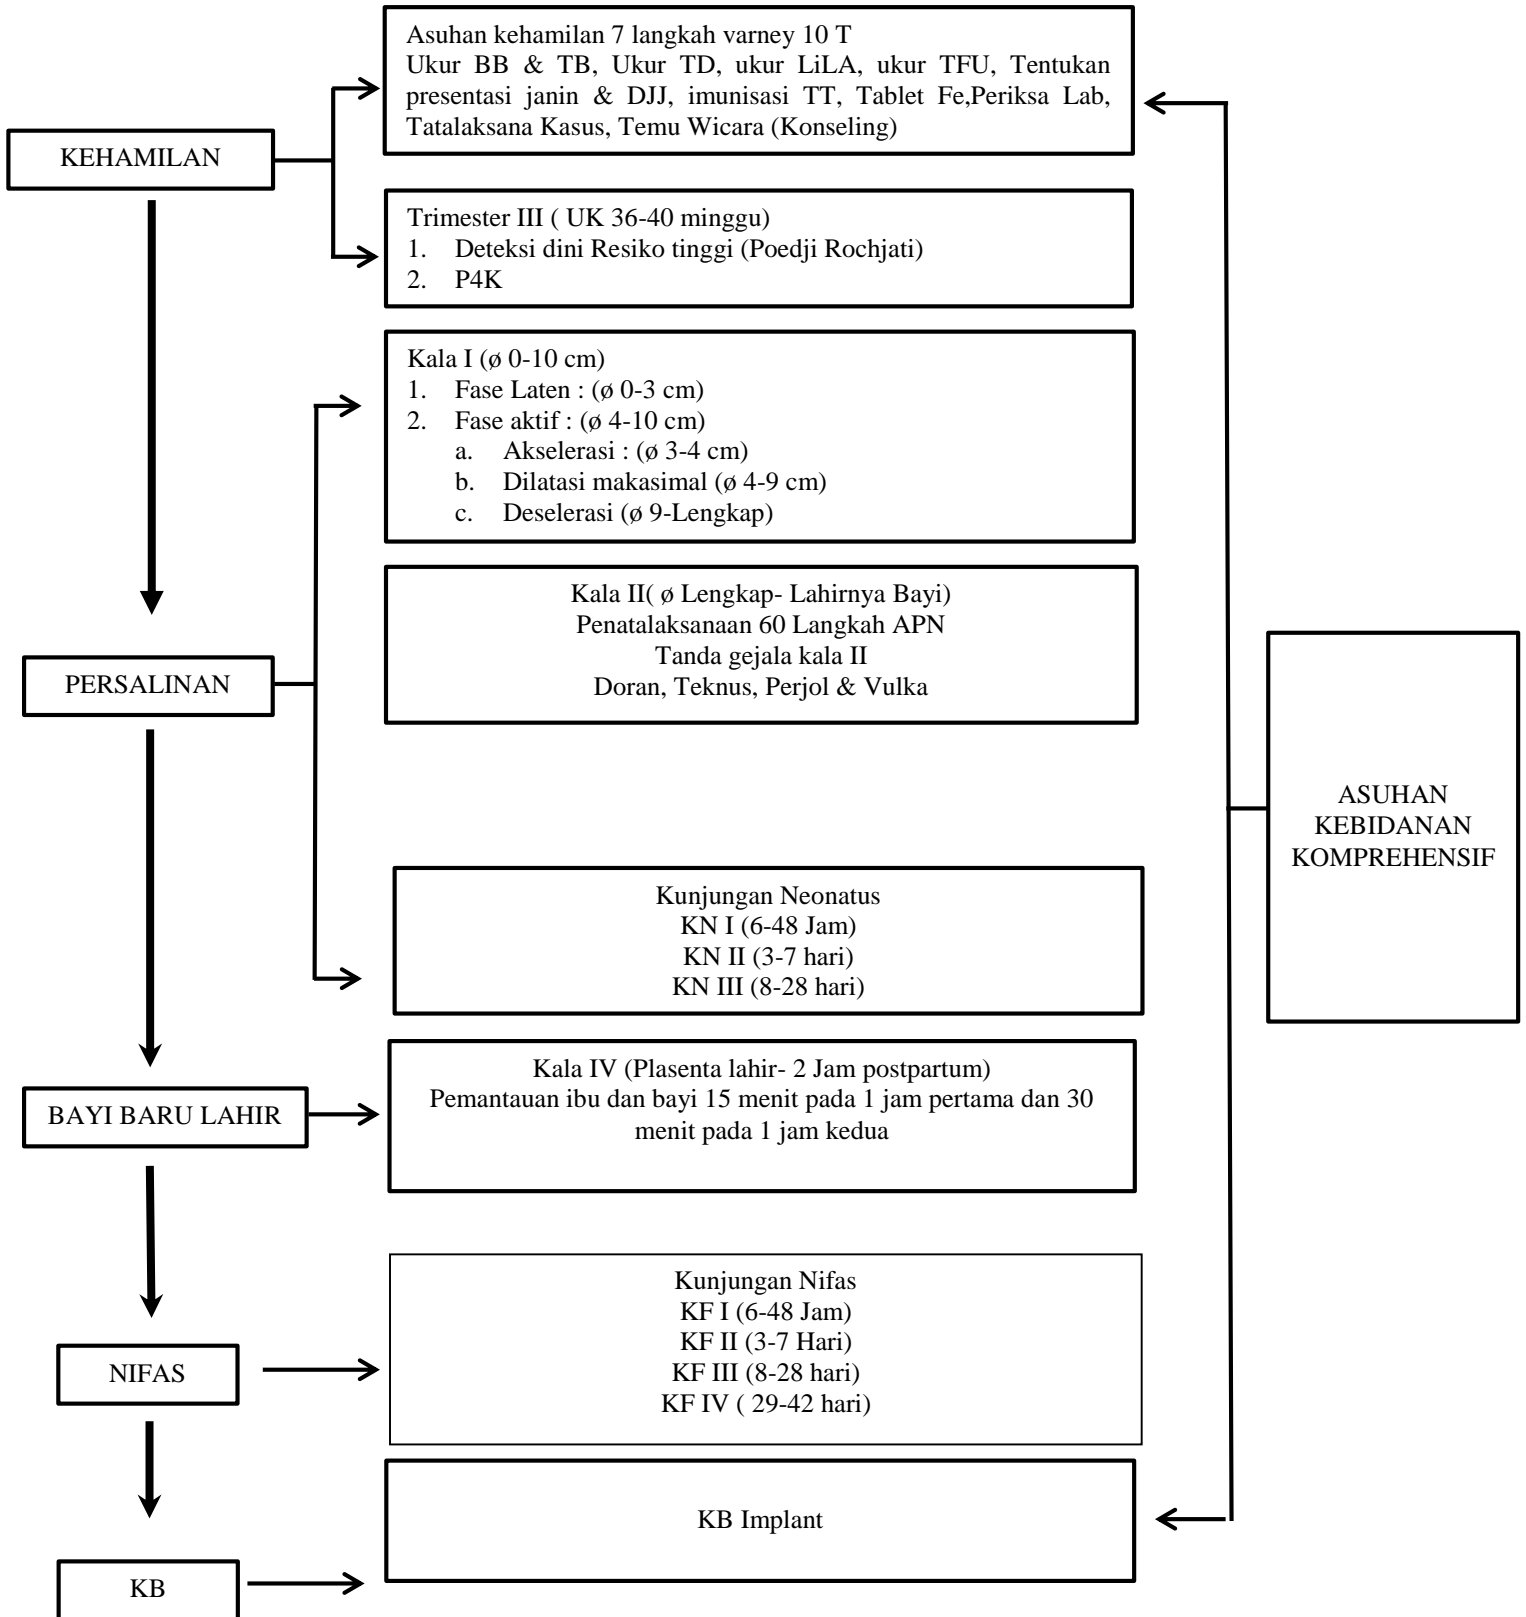 Asuhan kehamilan 7 langkah varney 10 T
Ukur BB & TB, Ukur TD, ukur LiLA, ukur TFU, Tentukan
presentasi janin & DJJ, imunisasi TT, Tablet Fe,Periksa Lab,
Tatalaksana Kasus, Temu Wicara (Konseling)
KEHAMILAN
Trimester III ( UK 36-40 minggu)
1. Deteksi dini Resiko tinggi (Poedji Rochjati)
2. P4K
Kala I (ø 0-10 cm)
1. Fase Laten : (ø 0-3 cm)
2. Fase aktif : (ø 4-10 cm)
a. Akselerasi : (ø 3-4 cm)
b. Dilatasi makasimal (ø 4-9 cm)
c. Deselerasi (ø 9-Lengkap)
Kala II( ø Lengkap- Lahirnya Bayi)
Penatalaksanaan 60 Langkah APN
Tanda gejala kala II
Doran, Teknus, Perjol & Vulka
PERSALINAN
ASUHAN
KEBIDANAN
KOMPREHENSIF
Kunjungan Neonatus
KN I (6-48 Jam)
KN II (3-7 hari)
KN III (8-28 hari)
Kala IV (Plasenta lahir- 2 Jam postpartum)
Pemantauan ibu dan bayi 15 menit pada 1 jam pertama dan 30
menit pada 1 jam kedua
BAYI BARU LAHIR
Kunjungan Nifas
KF I (6-48 Jam)
KF II (3-7 Hari)
KF III (8-28 hari)
KF IV ( 29-42 hari)
NIFAS
KB Implant
KB